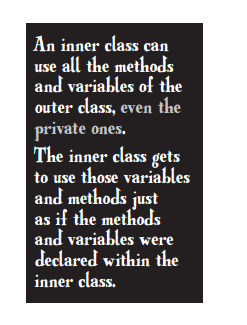 An inner class can
use all the methods
and variables of the
outer class, even the
private ones.
The inner class gets
to use those variables
and methods just
as if the methods
and variables were
declared within the
inner class.